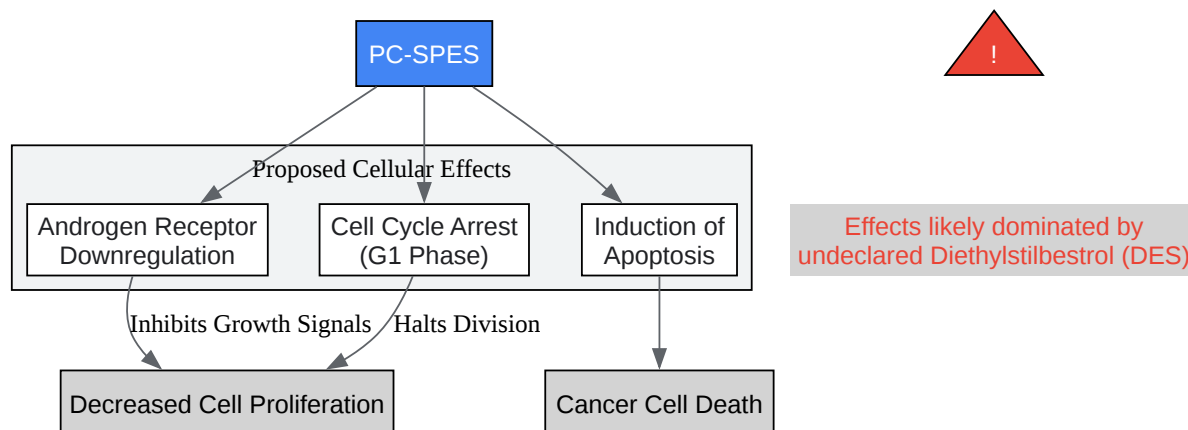 PC-SPES
!
Proposed Cellular Effects
Androgen Receptor
Downregulation
Cell Cycle Arrest
(G1 Phase)
Induction of
Apoptosis
Effects likely dominated by
undeclared Diethylstilbestrol (DES)
Inhibits Growth Signals
Halts Division
Decreased Cell Proliferation
Cancer Cell Death